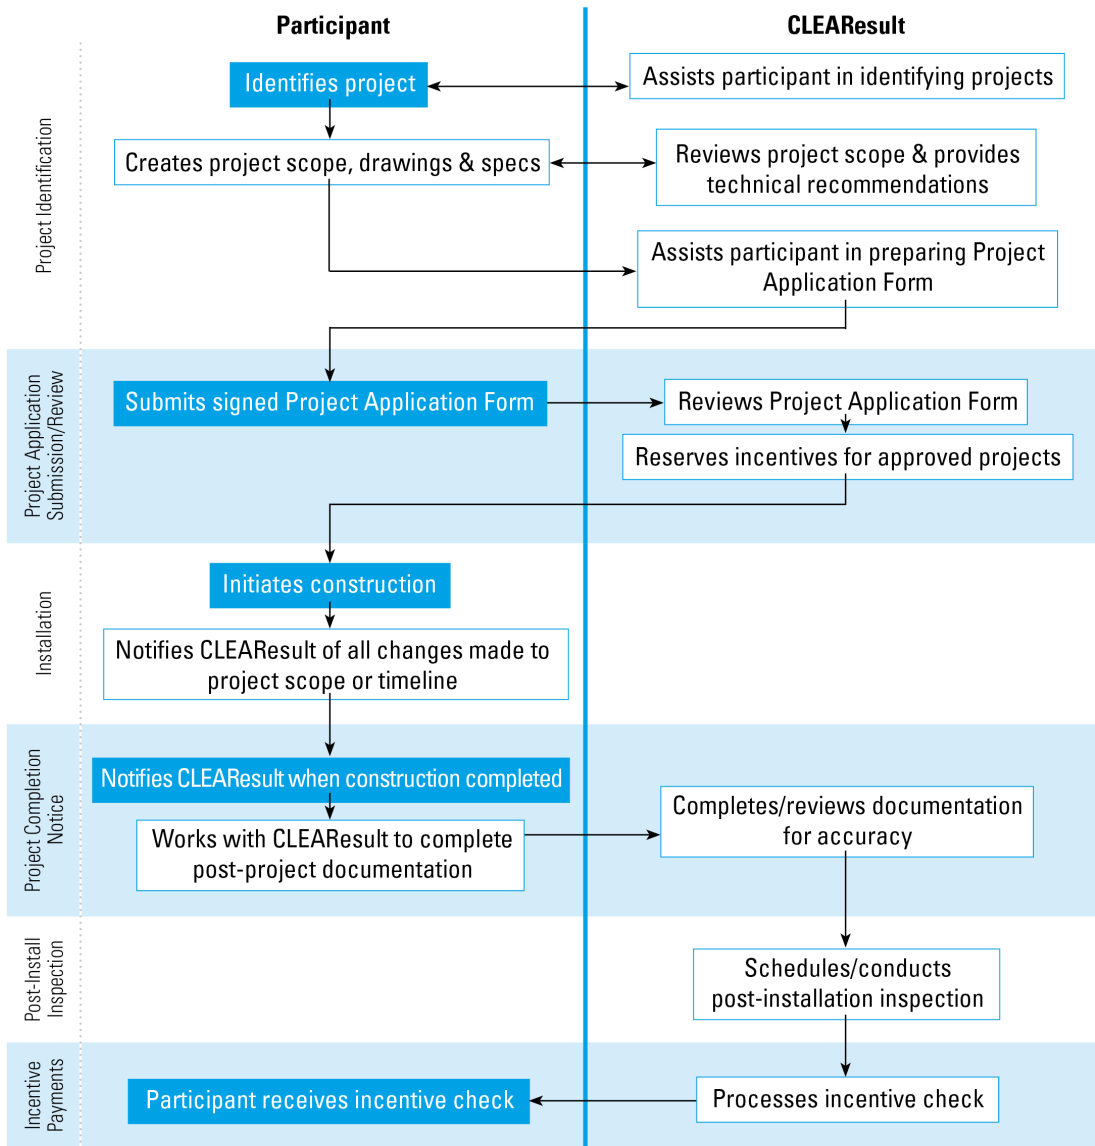 Participant
CLEAResult
Project Identification
Identifies project
Assists participant in identifying projects
Creates project scope, drawings & specs
Reviews project scope & provides
technical recommendations
Assists participant in preparing Project
Application Form
Project Application
Submission/Review
Submits signed Project Application Form
Reviews Project Application Form
Reserves incentives for approved projects
Installation
Initiates construction
Notifies CLEAResult of all changes made to
project scope or timeline
Project Completion
Notice
Notifies CLEAResult when construction completed
Works with CLEAResult to complete
post-project documentation
Completes/reviews documentation
for accuracy
Post-Install
Inspection
Schedules/conducts
post-installation inspection
Incentive
Payments
Participant receives incentive check
Processes incentive check